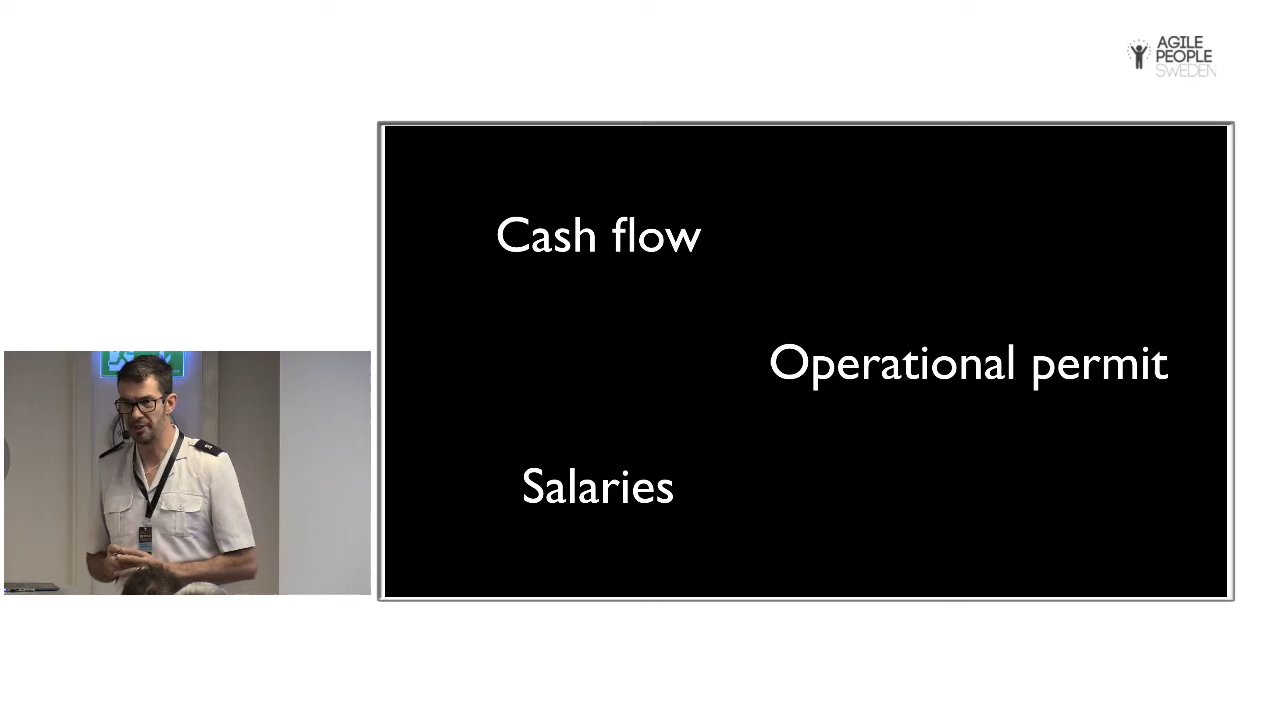 AGILE
PEOPLE
SWEDEN
Cash flow
Operational permit
Salaries